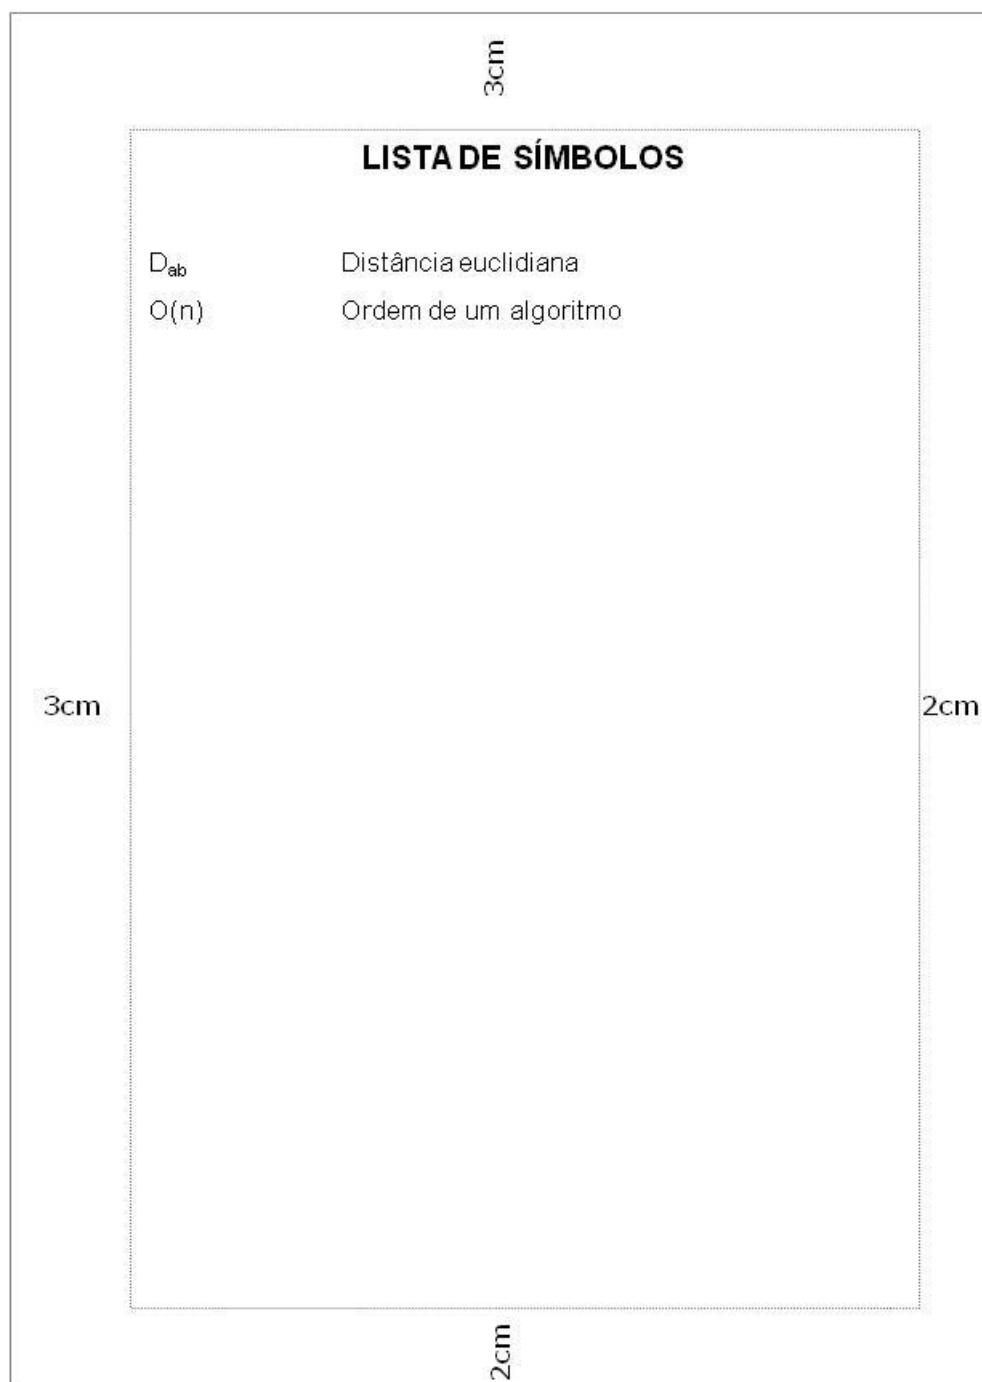 3cm
LISTA DE SÍMBOLOS
Dab Distância euclidiana
O(n) Ordem de um algoritmo
3cm
2cm
2cm